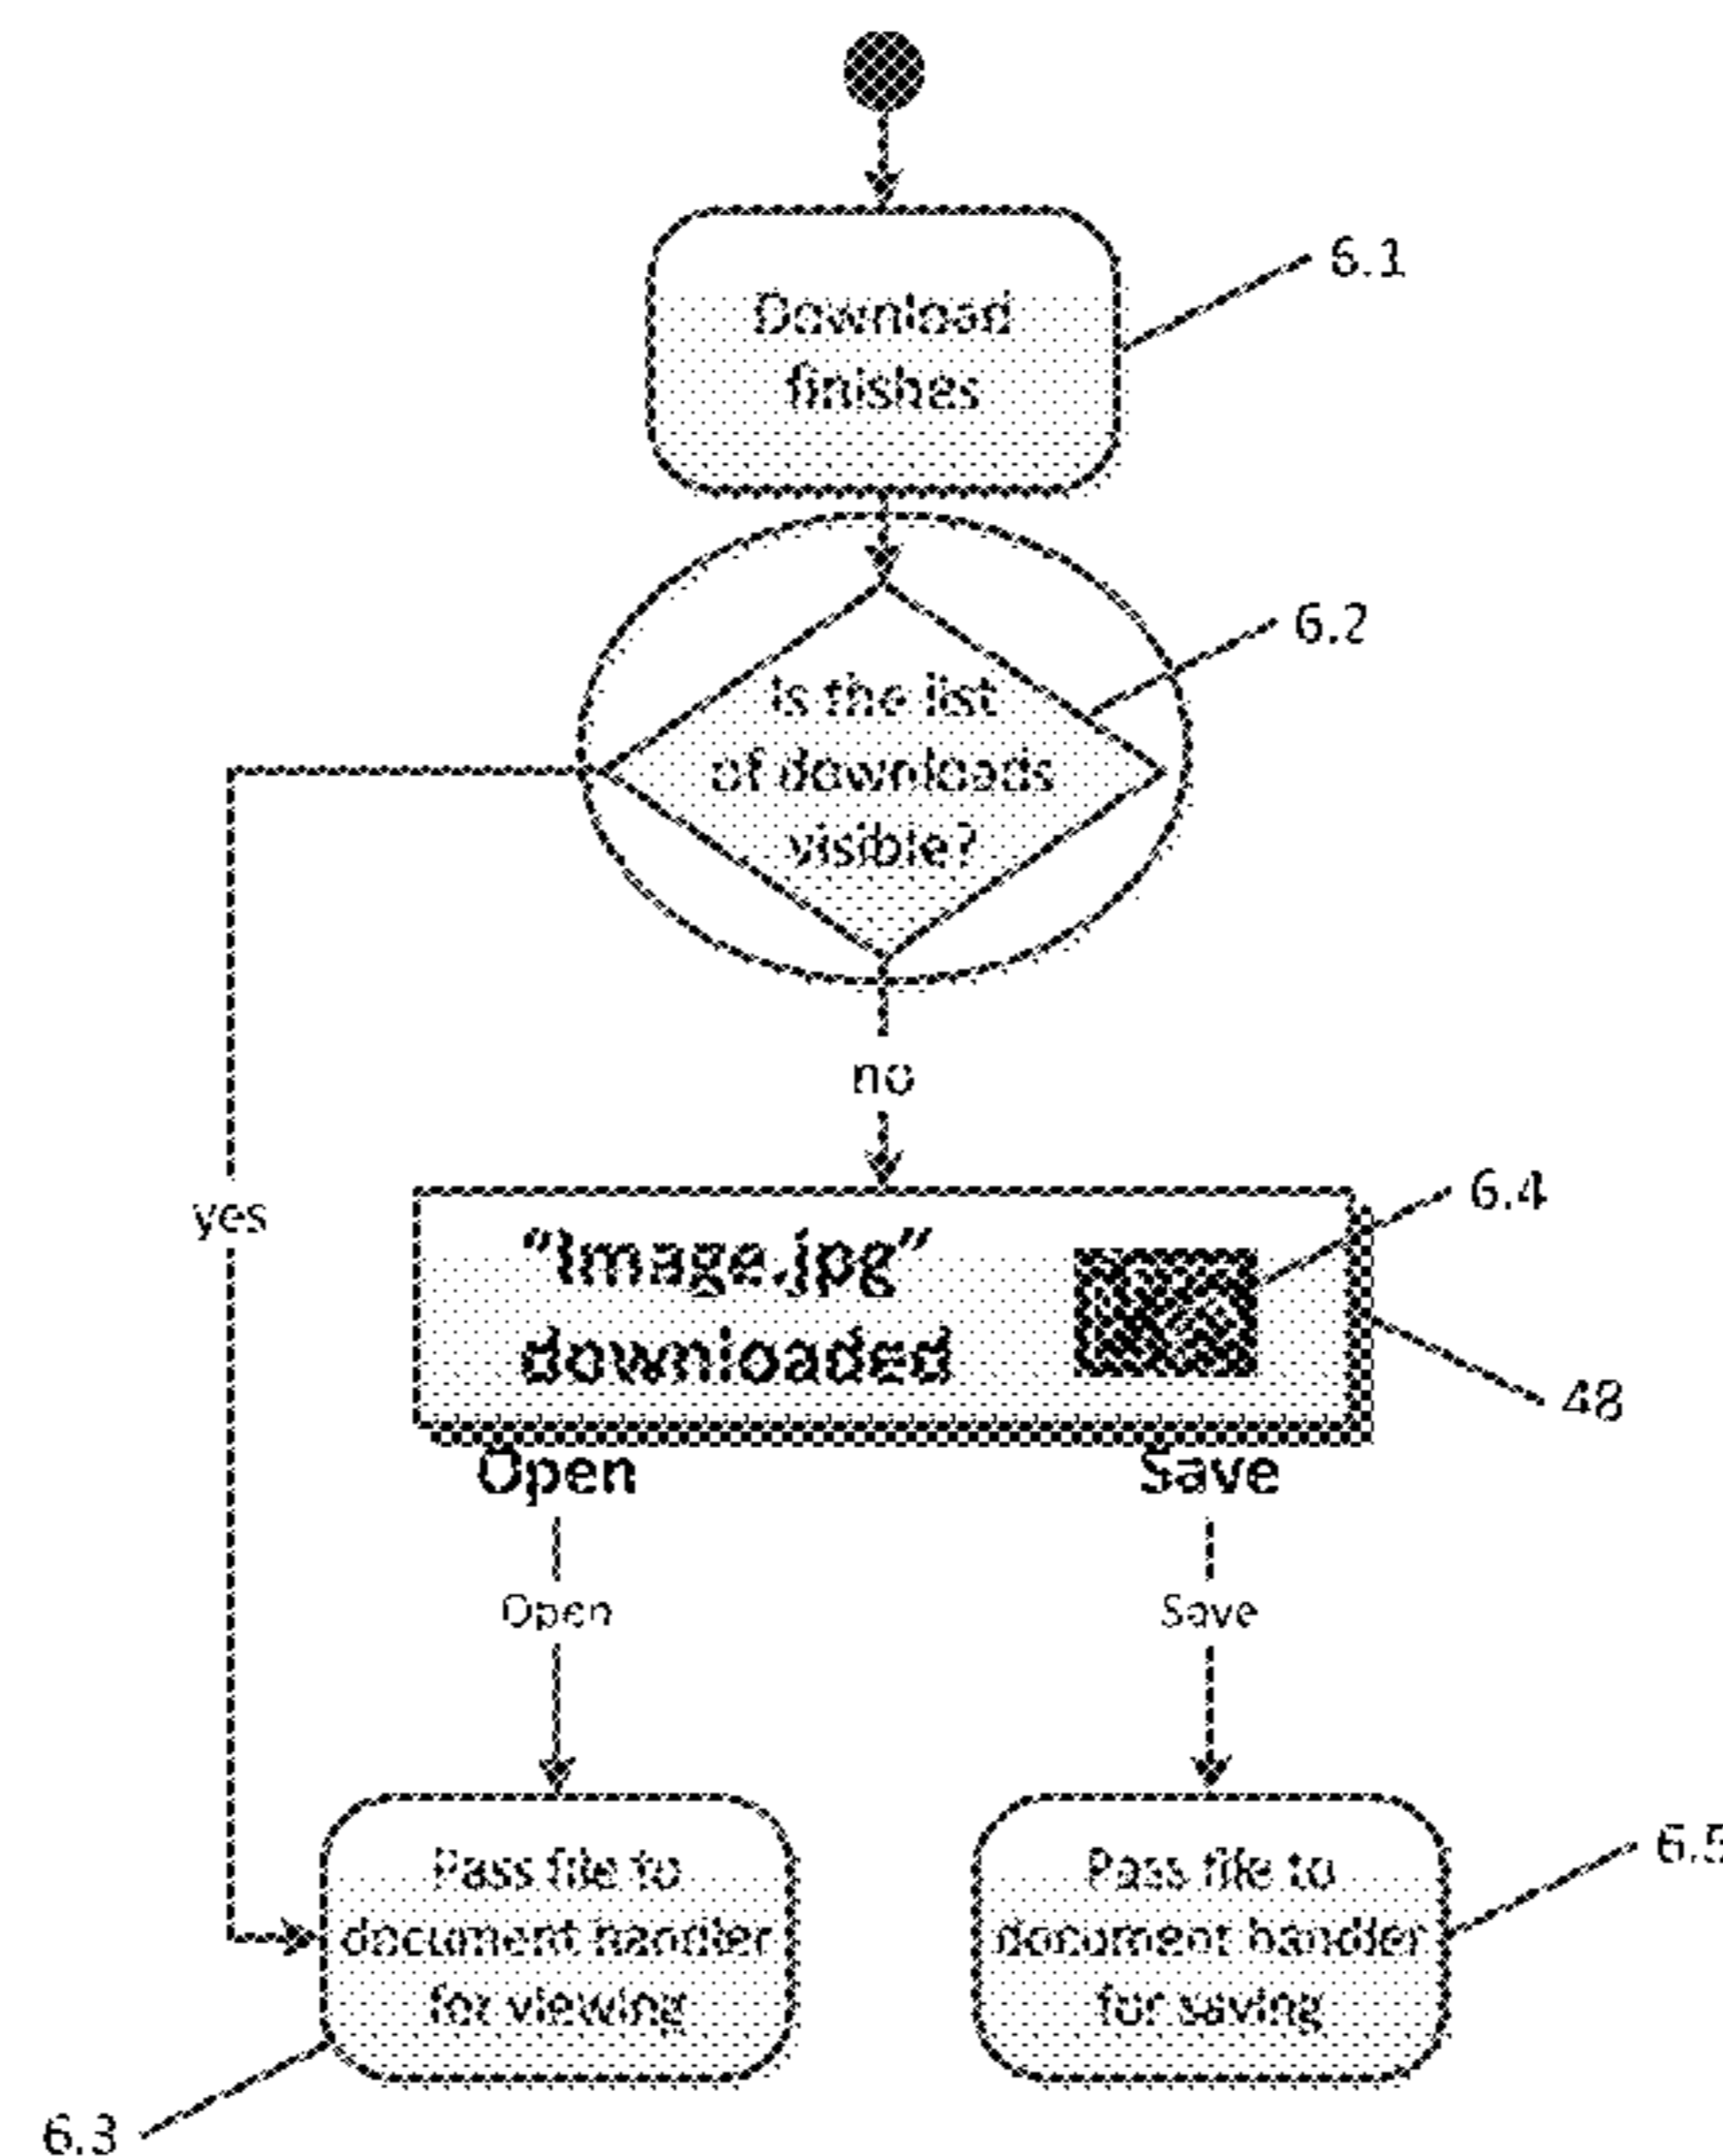 Download
finishes
6.1
6.2
Is the list
of downloads
visible?
no
yes
"Image.jpg"
downloaded
6.4
48
Open
Save
Open
Save
Pass file to
document handler
for viewing
Pass file to
document handler
for saving
6.5
6.3